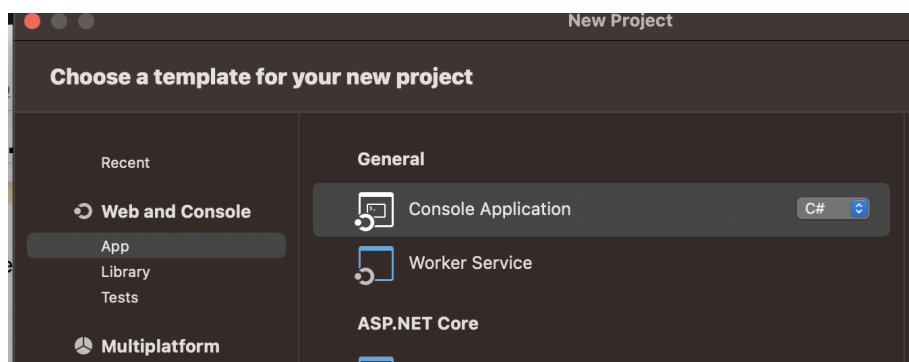 New Project
Choose a template for your new project
Recent
Web and Console
App
Library
Tests
Multiplatform
General
Console Application
C#
Worker Service
ASP.NET Core